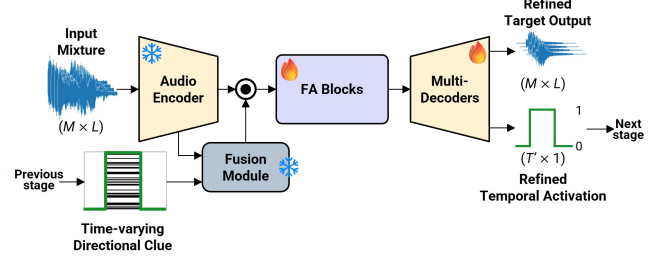 Input
Mixture
(M × L)
Audio
Encoder
FA Blocks
Multi-
Decoders
Refined
Target Output
(M × L)
1
0
Next
stage
(T’ × 1)
Refined
Temporal Activation
Fusion
Module
Previous
stage
Time-varying
Directional Clue